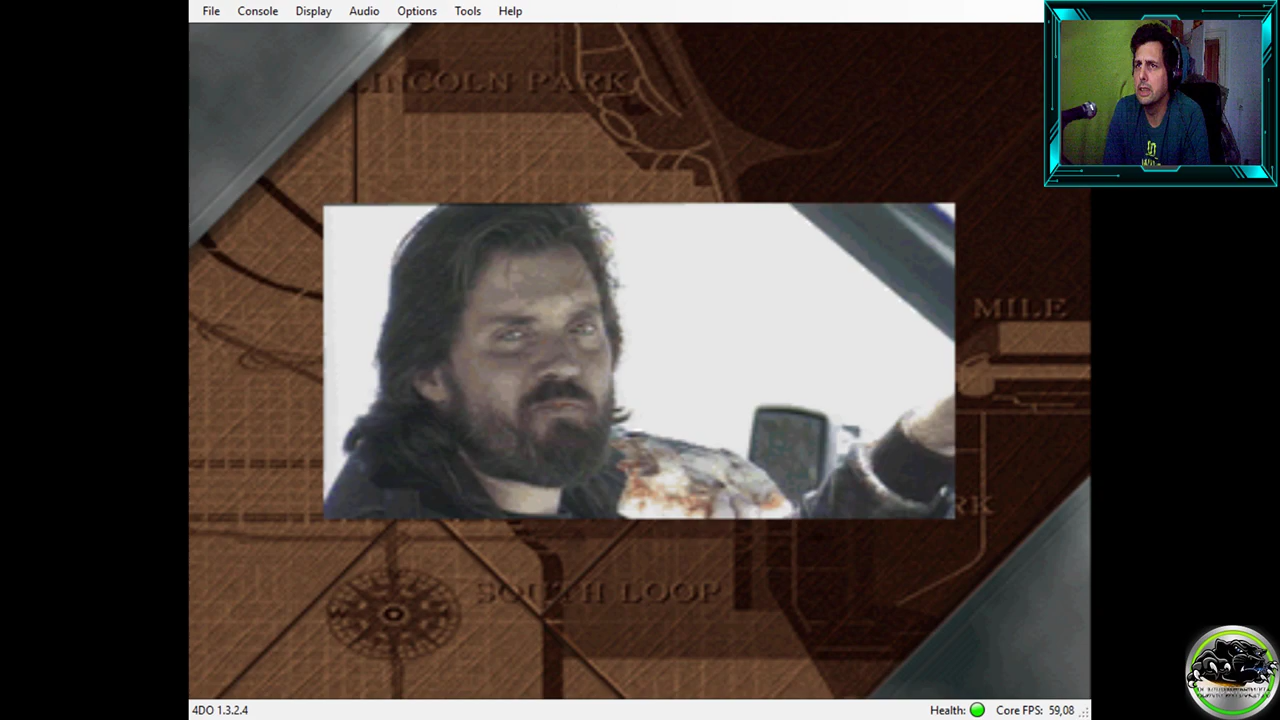 File Console Display Audio Options Tools Help
LINCOLN PARK
MILE
RK
SOUTH LOOP
4DO 1.3.2.4 Health: Core FPS: 59,08